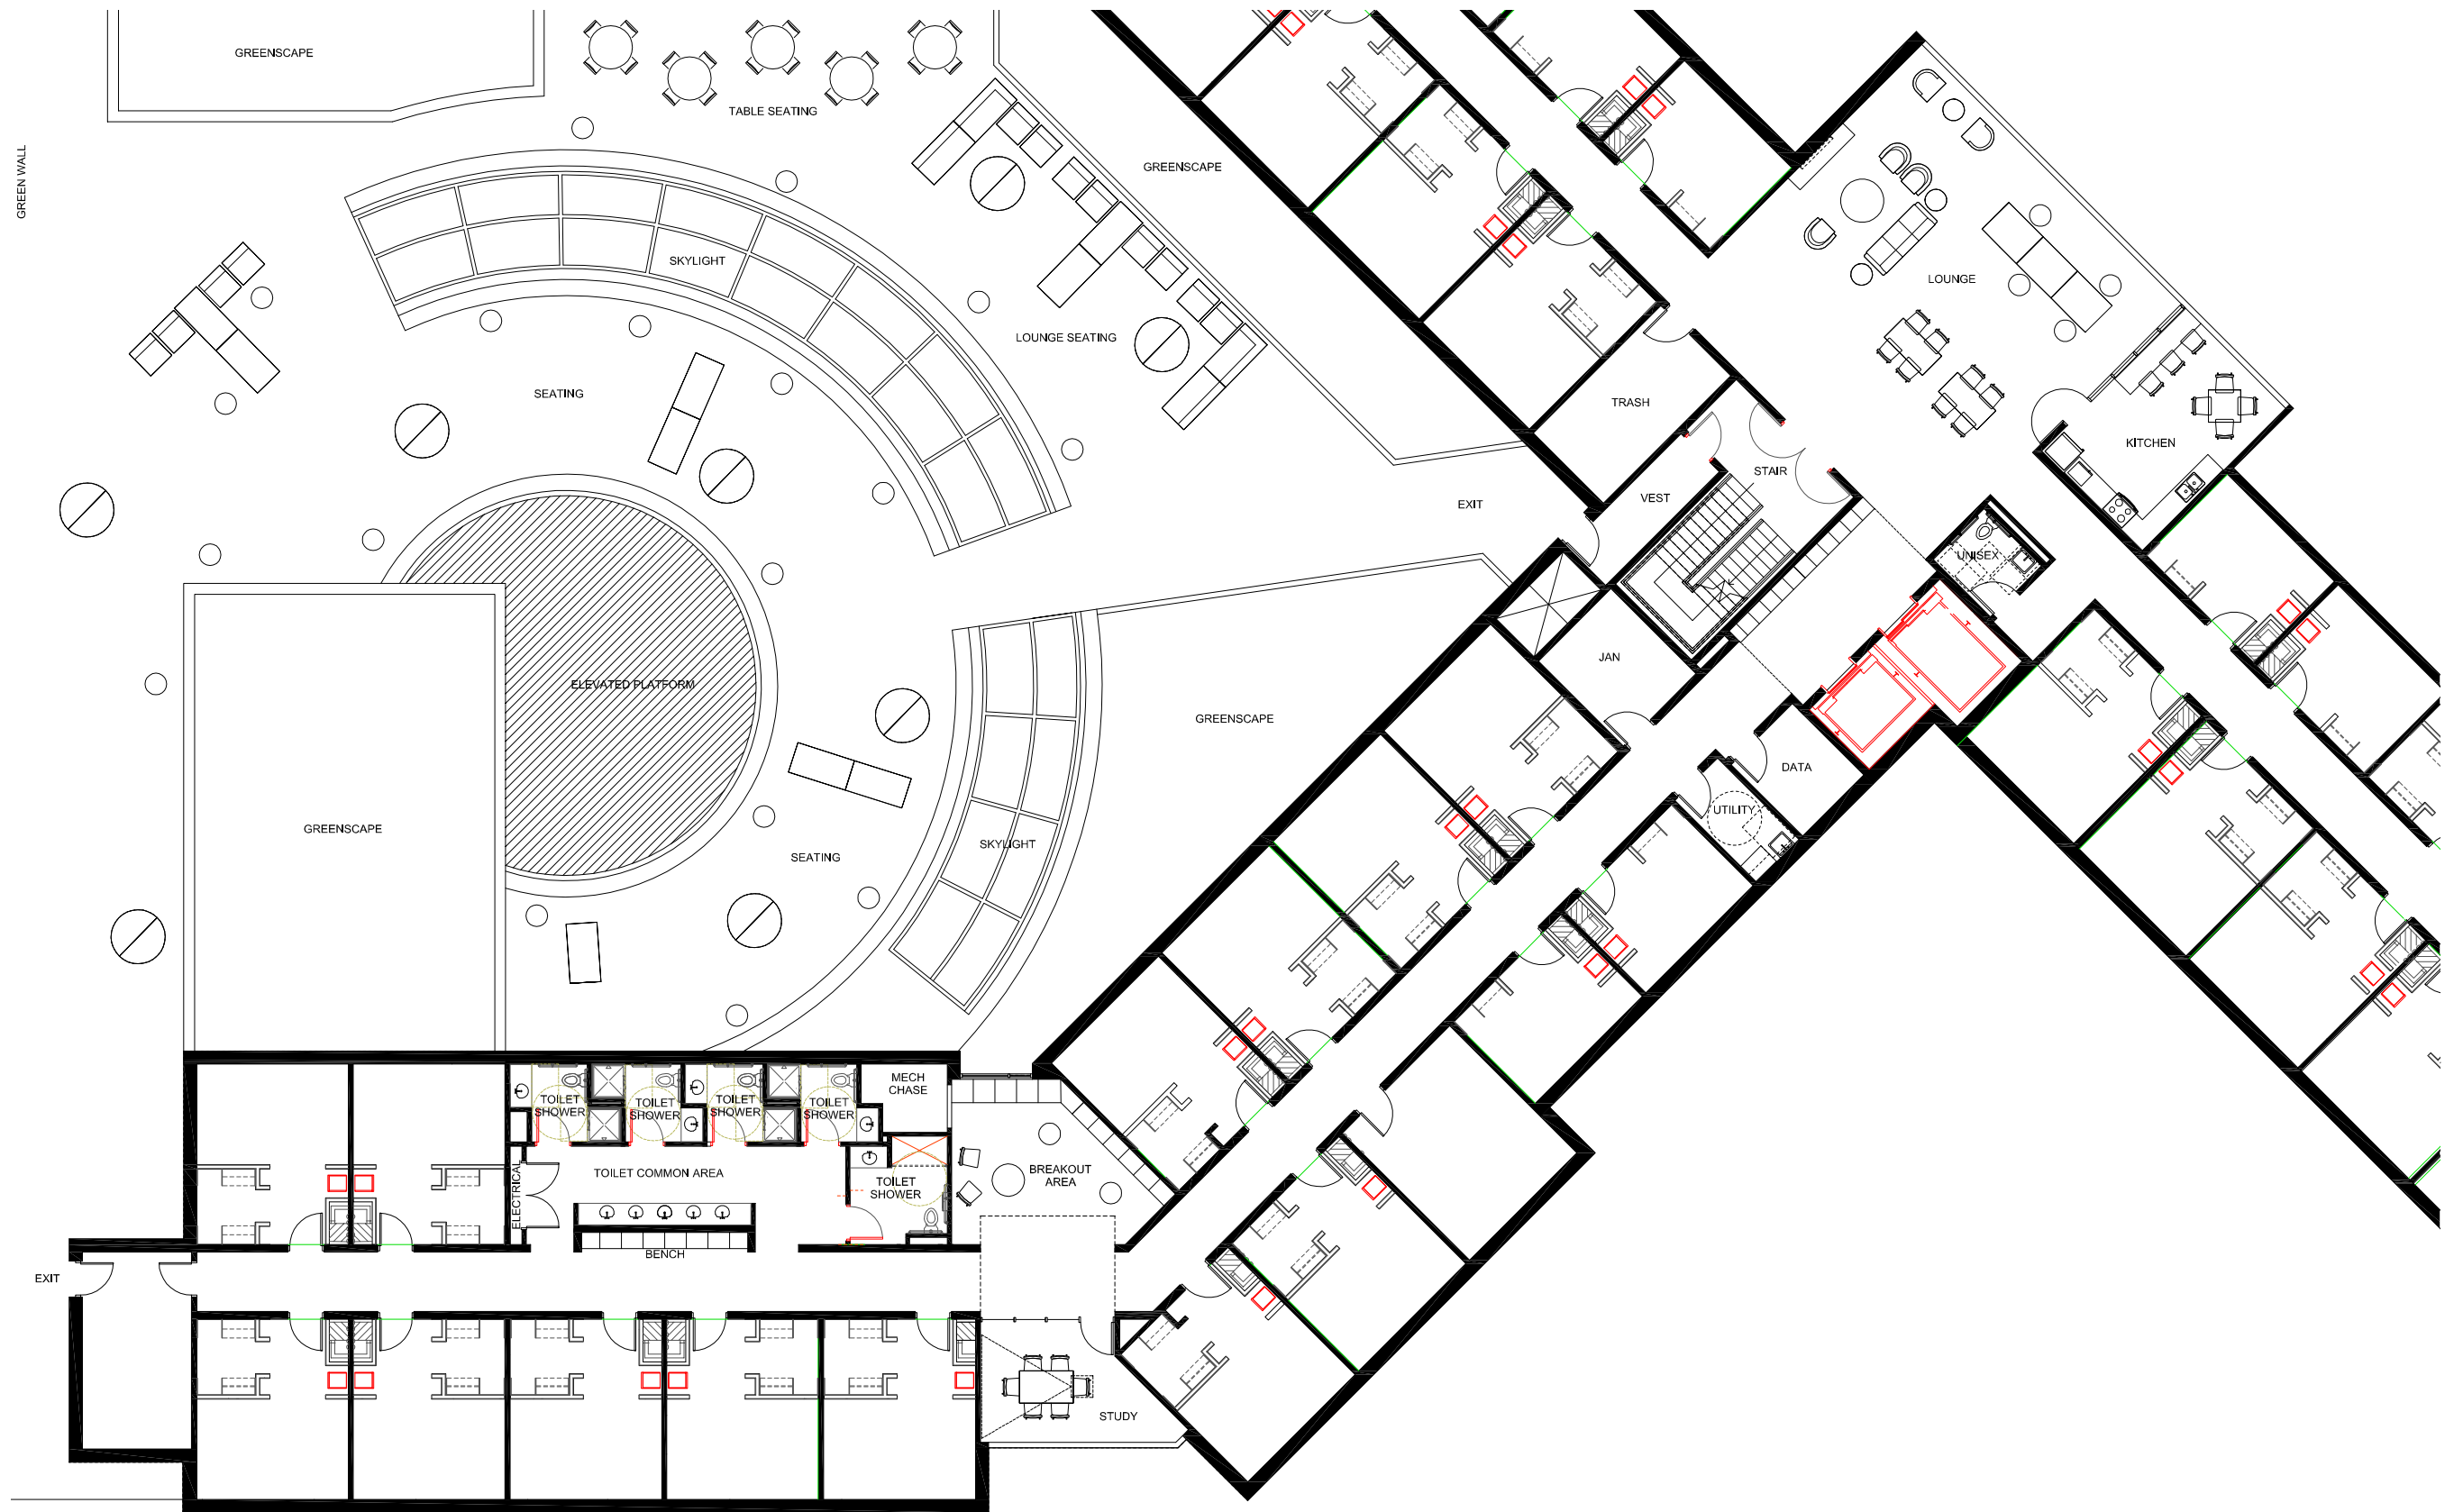 GREENSCAPE
TABLE SEATING
GREEN WALL
GREENSCAPE
SKYLIGHT
LOUNGE
LOUNGE SEATING
SEATING
TRASH
KITCHEN
STAIR
VEST
EXIT
UNISEX
JAN
ELEVATED PLATFORM
GREENSCAPE
DATA
UTILITY
GREENSCAPE
SKYLIGHT
SEATING
MECH
CHASE
TOILET
SHOWER
TOILET
SHOWER
TOILET
SHOWER
TOILET
SHOWER
TOILET COMMON AREA
BREAKOUT
AREA
TOILET
SHOWER
ELECTRICAL
BENCH
EXIT
STUDY